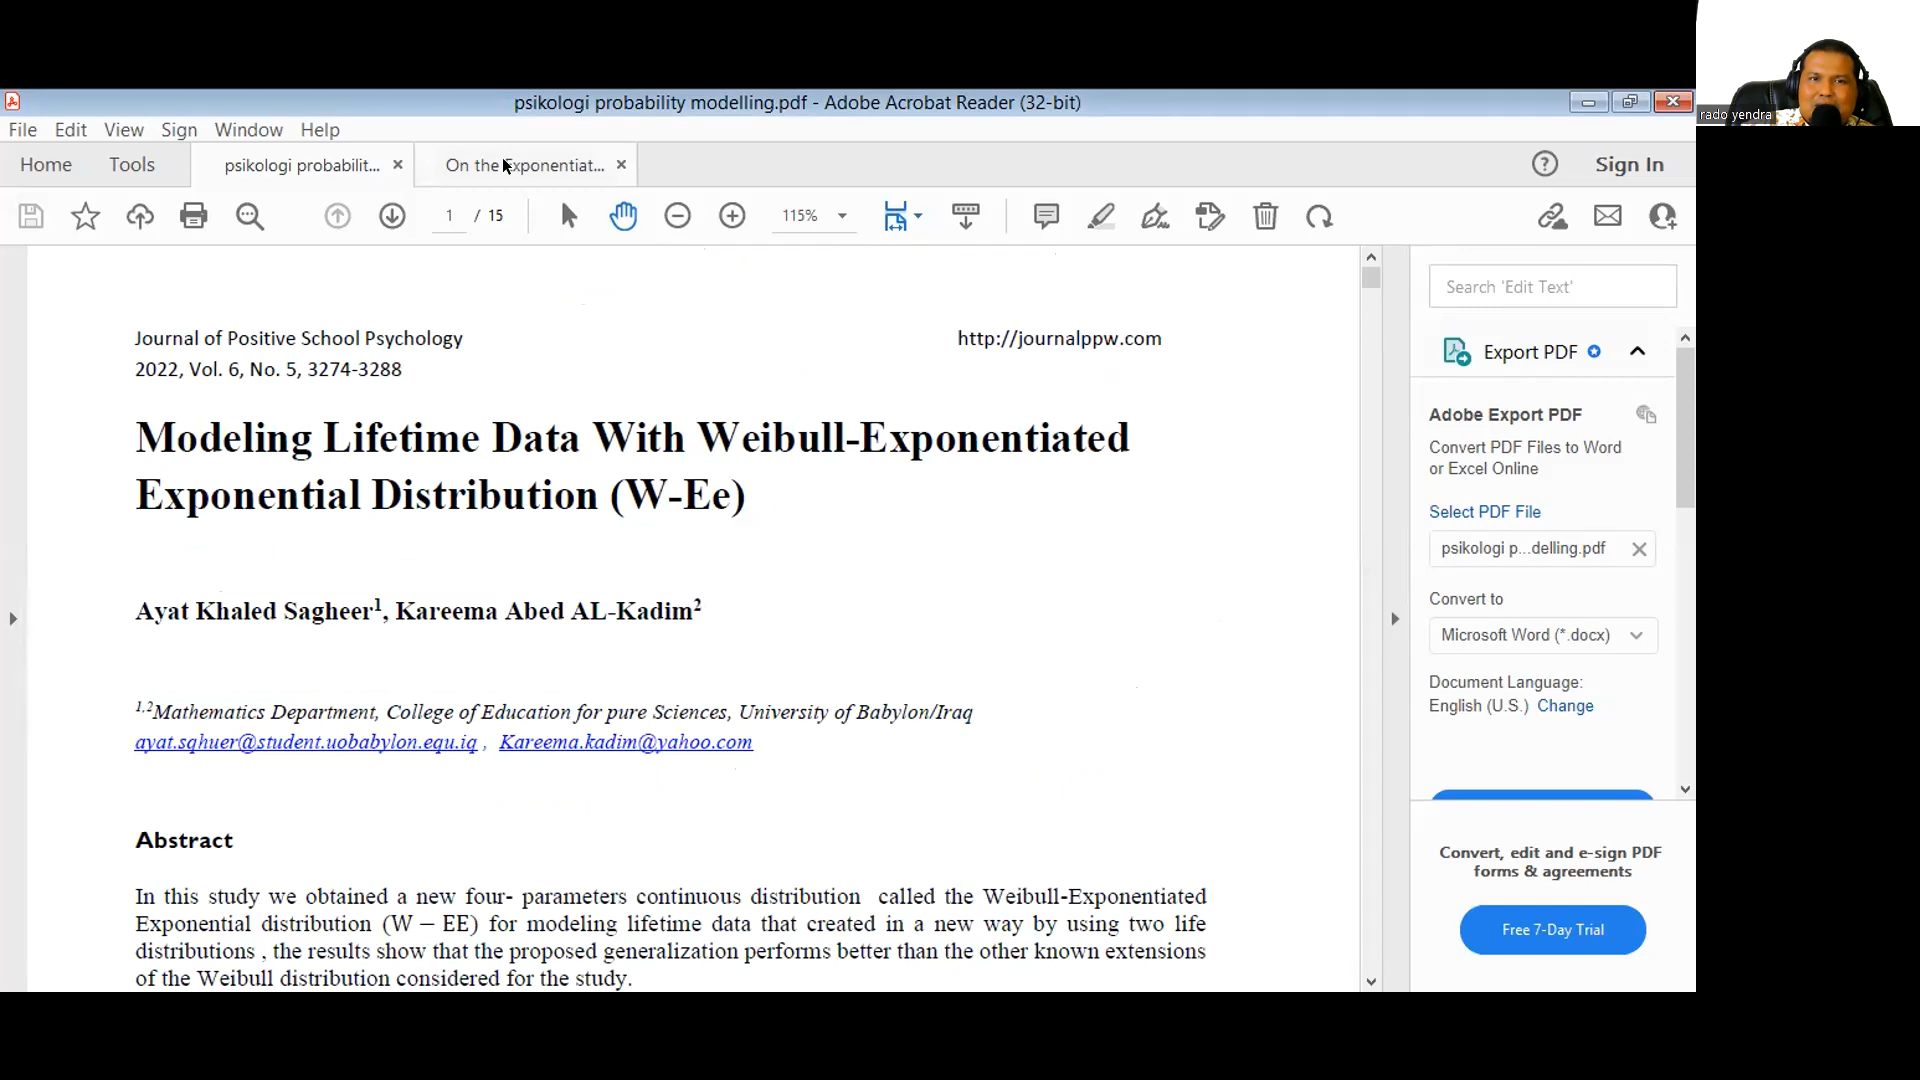 psikologi probability modelling.pdf - Adobe Acrobat Reader (32-bit)
File Edit View Sign Window Help
Home Tools psikologi probabilit... × On the Exponentiat... × Sign In
1 / 15 115%
rado yendra
Journal of Positive School Psychology http://journalppw.com
2022, Vol. 6, No. 5, 3274-3288
Modeling Lifetime Data With Weibull-Exponentiated
Exponential Distribution (W-Ee)
Ayat Khaled Sagheer1, Kareema Abed AL-Kadim2
1,2Mathematics Department, College of Education for pure Sciences, University of Babylon/Iraq
ayat.sqhuer@student.uobabylon.equ.iq , Kareema.kadim@yahoo.com
Abstract
In this study we obtained a new four- parameters continuous distribution called the Weibull-Exponentiated
Exponential distribution (W – EE) for modeling lifetime data that created in a new way by using two life
distributions , the results show that the proposed generalization performs better than the other known extensions
of the Weibull distribution considered for the study.
Search 'Edit Text'
Export PDF
Adobe Export PDF
Convert PDF Files to Word
or Excel Online
Select PDF File
psikologi p...delling.pdf
Convert to
Microsoft Word (*.docx)
Document Language:
English (U.S.) Change
Convert, edit and e-sign PDF
forms & agreements
Free 7-Day Trial